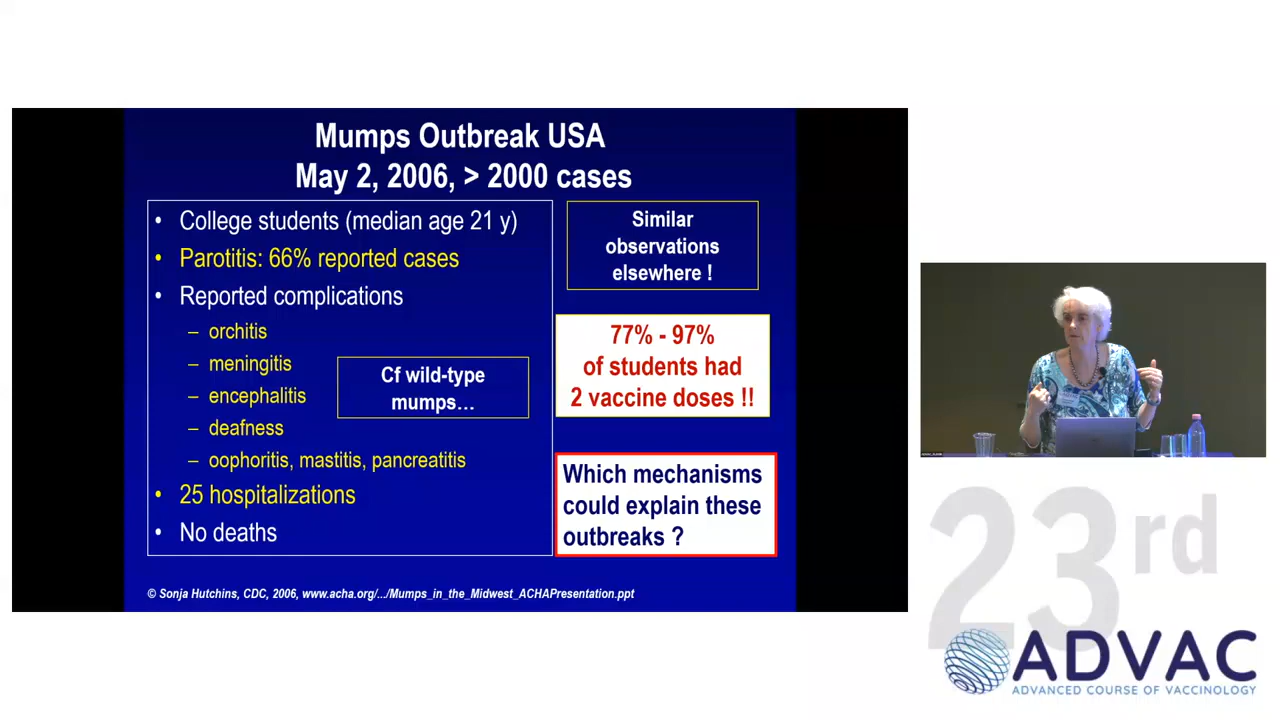 Mumps Outbreak USA
May 2, 2006, > 2000 cases
• College students (median age 21 y)
• Parotitis: 66% reported cases
• Reported complications
– orchitis
– meningitis
– encephalitis
– deafness
– oophoritis, mastitis, pancreatitis
• 25 hospitalizations
• No deaths
Cf wild-type
mumps…
Similar
observations
elsewhere !
77% - 97%
of students had
2 vaccine doses !!
Which mechanisms
could explain these
outbreaks ?
© Sonja Hutchins, CDC, 2006, www.acha.org/.../Mumps_in_the_Midwest_ACHAPresentation.ppt
23rd
ADVAC
ADVANCED COURSE OF VACCINOLOGY